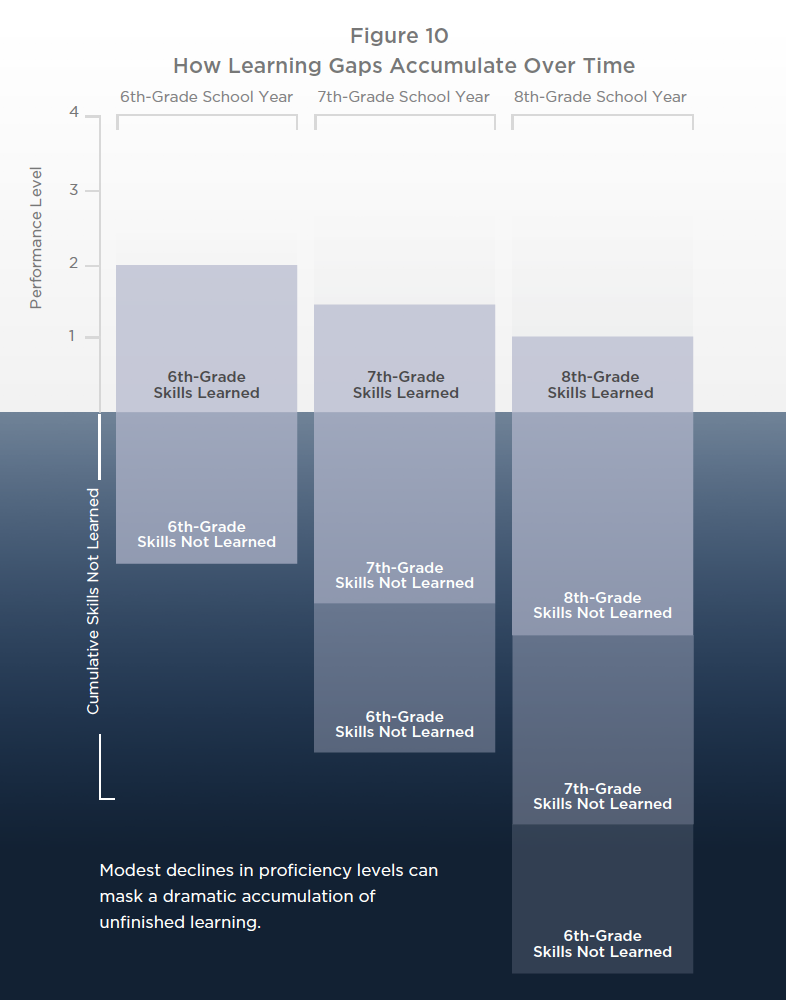 Figure 10
How Learning Gaps Accumulate Over Time
6th-Grade School Year
7th-Grade School Year
8th-Grade School Year
4
3
2
1
Performance Level
6th-Grade
Skills Learned
7th-Grade
Skills Learned
8th-Grade
Skills Learned
Cumulative Skills Not Learned
6th-Grade
Skills Not Learned
7th-Grade
Skills Not Learned
8th-Grade
Skills Not Learned
6th-Grade
Skills Not Learned
7th-Grade
Skills Not Learned
6th-Grade
Skills Not Learned
Modest declines in proficiency levels can
mask a dramatic accumulation of
unfinished learning.